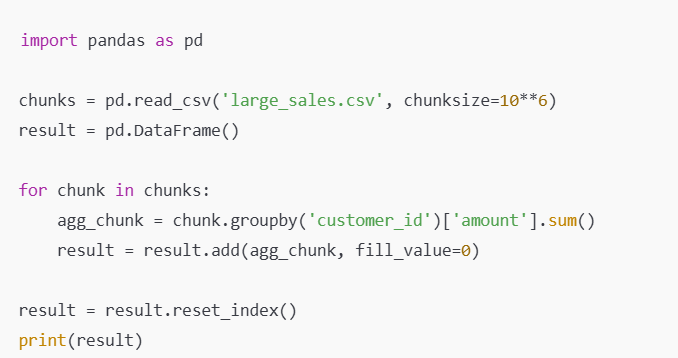 import pandas as pd
chunks = pd.read_csv('large_sales.csv', chunksize=10**6)
result = pd.DataFrame()
for chunk in chunks:
    agg_chunk = chunk.groupby('customer_id')['amount'].sum()
    result = result.add(agg_chunk, fill_value=0)
result = result.reset_index()
print(result)